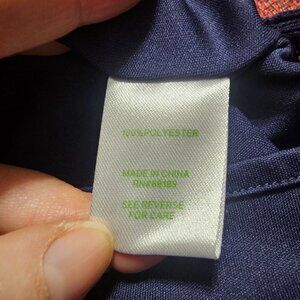 100% POLYESTER
MADE IN CHINA
SEE REVERSE
FOR CARE